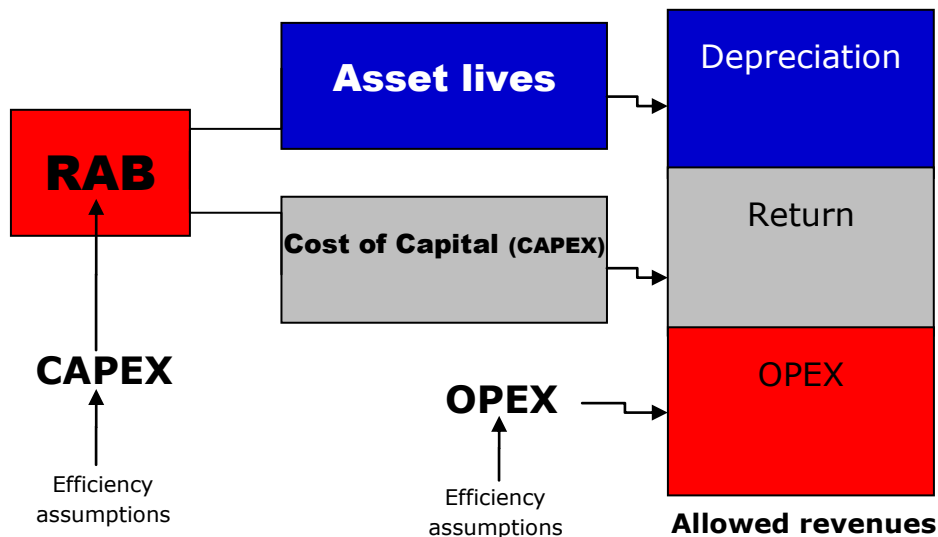 Asset lives
Depreciation
RAB
Cost of Capital (CAPEX)
Return
CAPEX
OPEX
OPEX
Efficiency
assumptions
Efficiency
assumptions
Allowed revenues